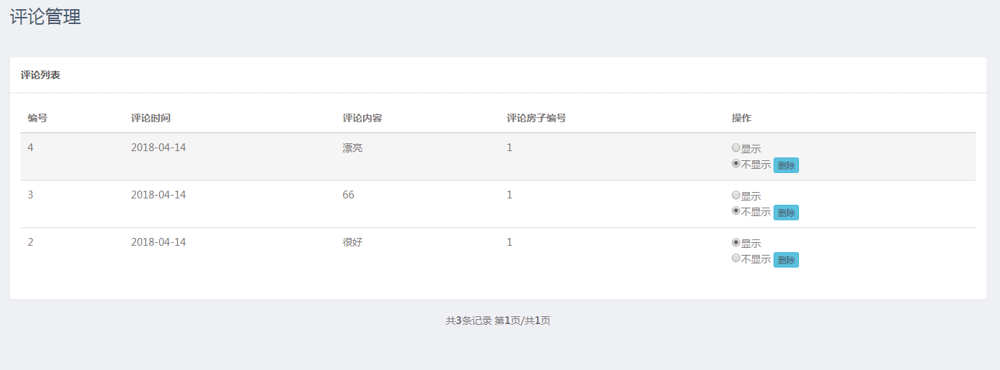 评论管理
评论列表
编号 评论时间 评论内容 评论房子编号 操作
4 2018-04-14 漂亮 1 显示
不显示 删除
3 2018-04-14 66 1 显示
不显示 删除
2 2018-04-14 很好 1 显示
不显示 删除
共3条记录 第1页/共1页